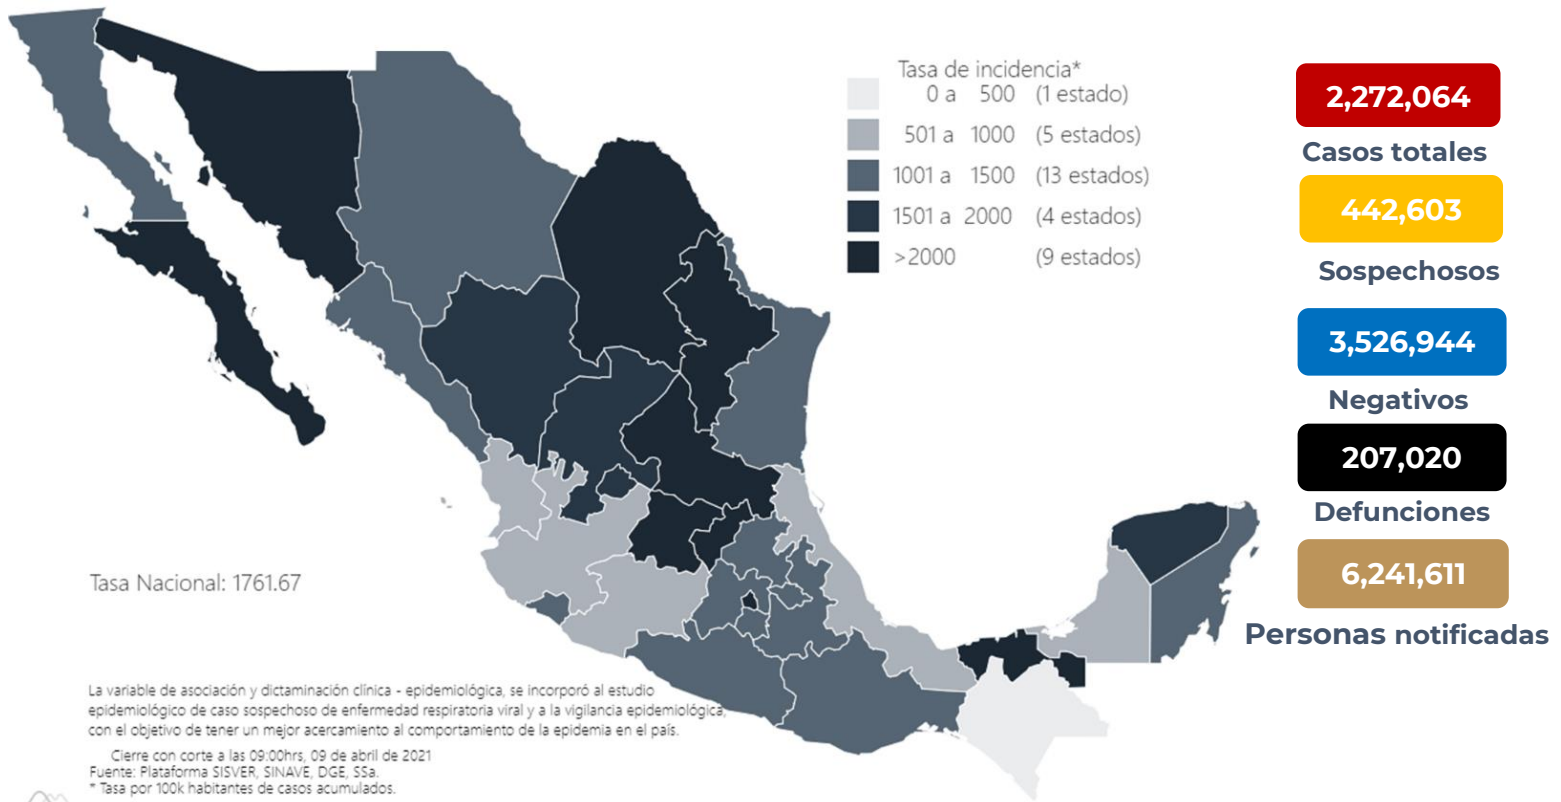 Tasa de incidencia*
0 a 500 (1 estado)
501 a 1000 (5 estados)
1001 a 1500 (13 estados)
1501 a 2000 (4 estados)
>2000 (9 estados)
2,272,064
Casos totales
442,603
Sospechosos
3,526,944
Negativos
207,020
Defunciones
6,241,611
Personas notificadas
Tasa Nacional: 1761.67
La variable de asociación y dictaminación clínica - epidemiológica, se incorporó al estudio
epidemiológico de caso sospechoso de enfermedad respiratoria viral y a la vigilancia epidemiológica,
con el objetivo de tener un mejor acercamiento al comportamiento de la epidemia en el país.
Cierre con corte a las 09:00hrs, 09 de abril de 2021
Fuente: Plataforma SISVER, SINAVE, DGE, SSa.
* Tasa por 100k habitantes de casos acumulados.